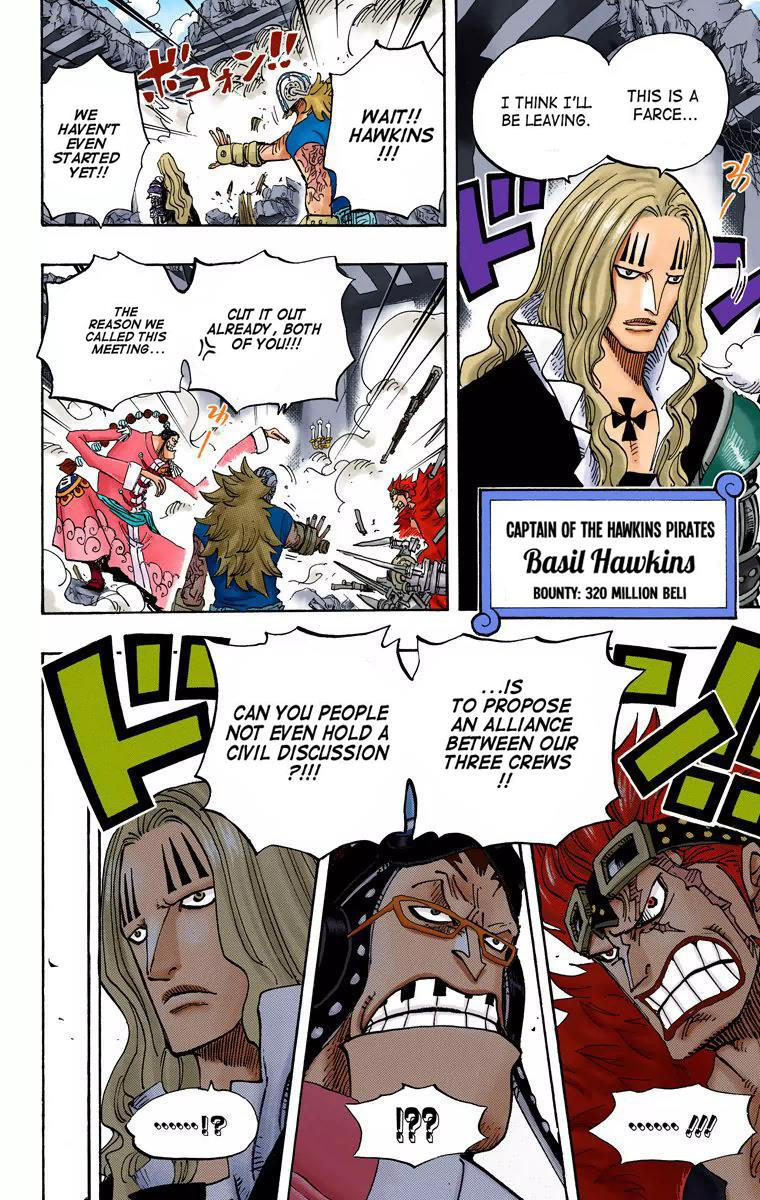 THIS IS A
FARCE...
I THINK I'LL
BE LEAVING.
ドドン
CAPTAIN OF THE HAWKINS PIRATES
Basil Hawkins
BOUNTY: 320 MILLION BELI
WAIT!!
HAWKINS
!!!
ボコォン!!
WE
HAVEN'T
EVEN
STARTED
YET!!
CUT IT OUT
ALREADY, BOTH
OF YOU!!!
THE
REASON WE
CALLED THIS
MEETING...
...IS
TO PROPOSE
AN ALLIANCE
BETWEEN OUR
THREE CREWS
!!
CAN YOU PEOPLE
NOT EVEN HOLD A
CIVIL DISCUSSION
?!!!
...... !!!
!??
......!?